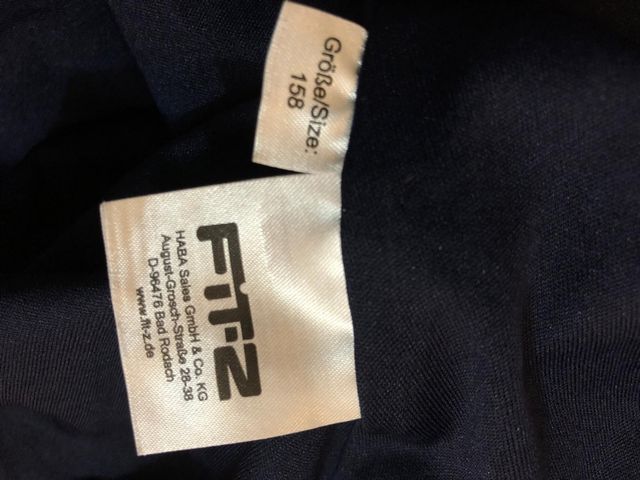 Größe/Size:
158
FiT-Z
HABA Sales GmbH & Co. KG
August-Grosch-Straße 28-38
D-96476 Bad Rodach
www.fit-z.de